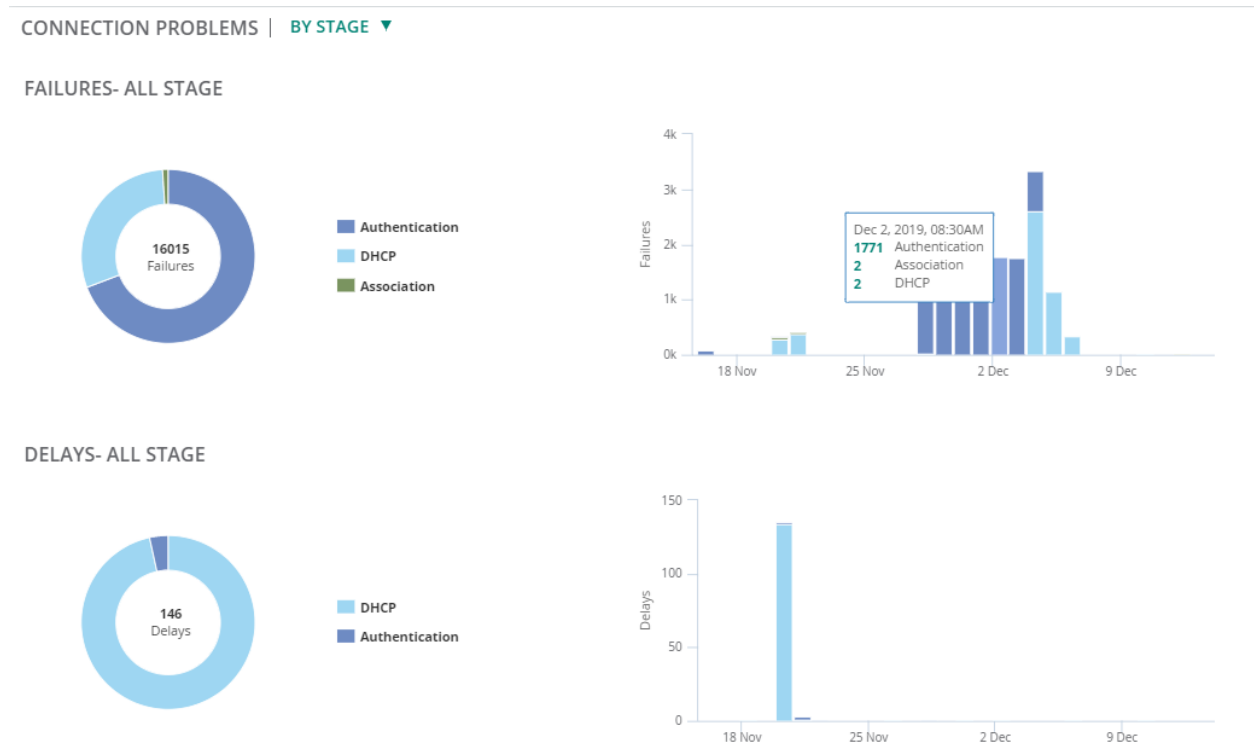 CONNECTION PROBLEMS | BY STAGE ▼
FAILURES- ALL STAGE
16015
Failures
Authentication
DHCP
Association
Failures
4k
3k
2k
1k
0k
Dec 2, 2019, 08:30AM
1771 Authentication
2 Association
2 DHCP
18 Nov
25 Nov
2 Dec
9 Dec
DELAYS- ALL STAGE
146
Delays
DHCP
Authentication
Delays
150
100
50
0
18 Nov
25 Nov
2 Dec
9 Dec